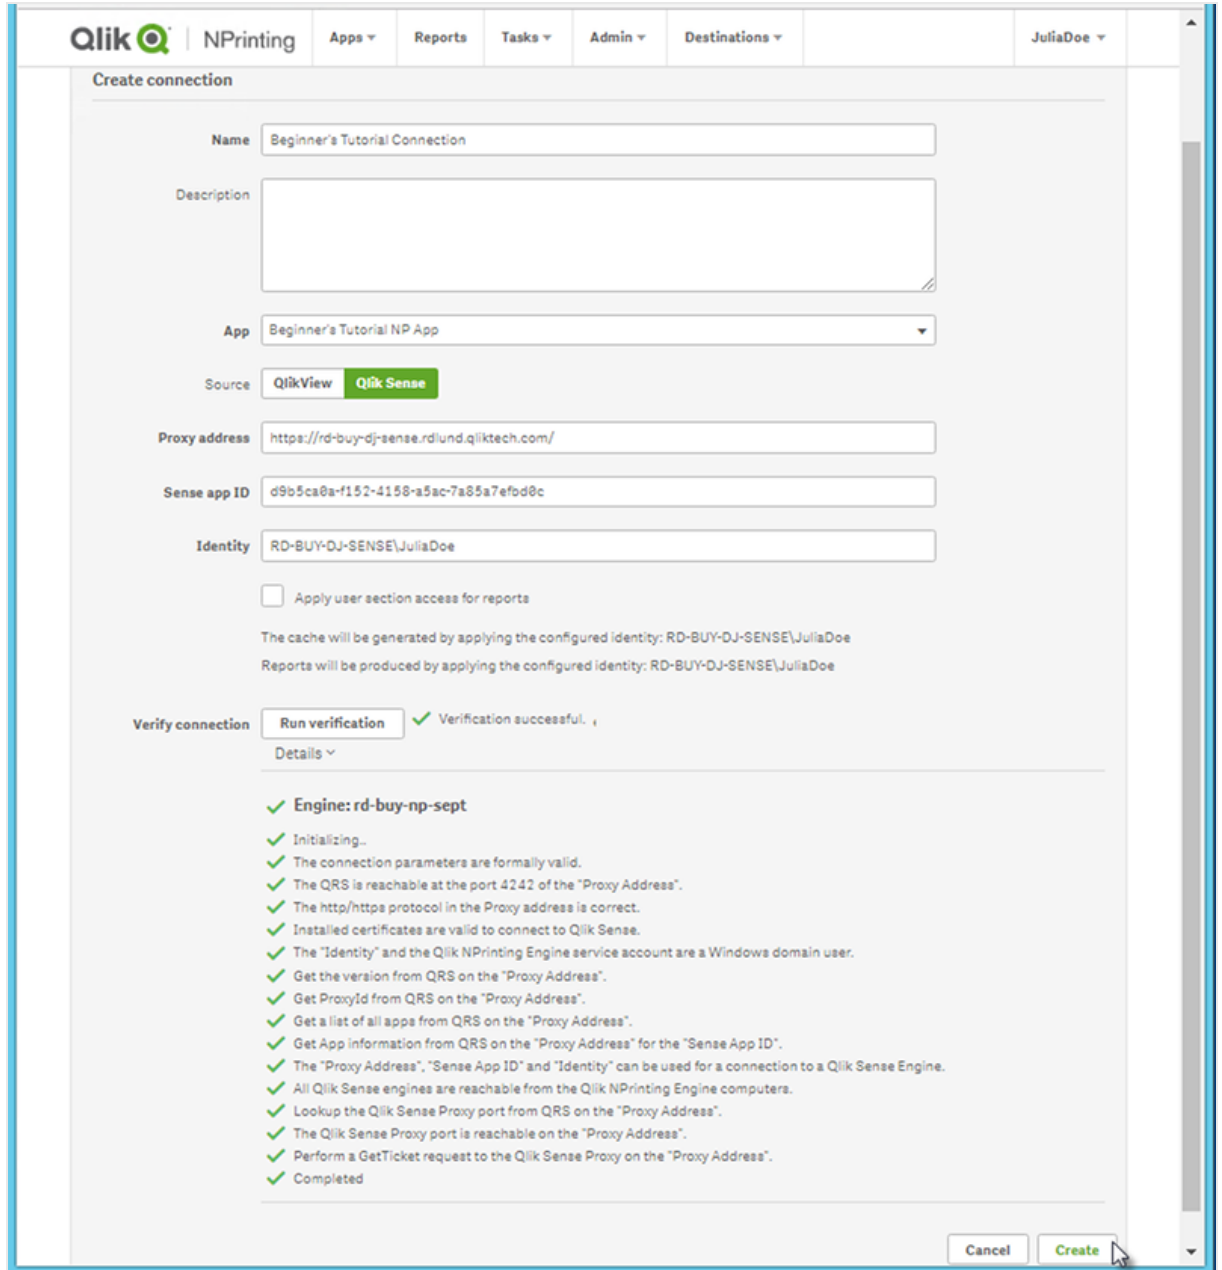 Qlik NPrinting Apps Reports Tasks Admin Destinations JuliaDoe
Create connection
Name Beginner's Tutorial Connection
Description
App Beginner's Tutorial NP App
Source QlikView Qlik Sense
Proxy address https://rd-buy-dj-sense.rdlund.qliktech.com/
Sense app ID d9b5ca0a-f152-4158-a5ac-7a85a7efbd0c
Identity RD-BUY-DJ-SENSE\JuliaDoe
Apply user section access for reports
The cache will be generated by applying the configured identity: RD-BUY-DJ-SENSE\JuliaDoe
Reports will be produced by applying the configured identity: RD-BUY-DJ-SENSE\JuliaDoe
Verify connection Run verification Verification successful.
Details
Engine: rd-buy-np-sept
Initializing..
The connection parameters are formally valid.
The QRS is reachable at the port 4242 of the "Proxy Address".
The http/https protocol in the Proxy address is correct.
Installed certificates are valid to connect to Qlik Sense.
The "Identity" and the Qlik NPrinting Engine service account are a Windows domain user.
Get the version from QRS on the "Proxy Address".
Get ProxyId from QRS on the "Proxy Address".
Get a list of all apps from QRS on the "Proxy Address".
Get App information from QRS on the "Proxy Address" for the "Sense App ID".
The "Proxy Address", "Sense App ID" and "Identity" can be used for a connection to a Qlik Sense Engine.
All Qlik Sense engines are reachable from the Qlik NPrinting Engine computers.
Lookup the Qlik Sense Proxy port from QRS on the "Proxy Address".
The Qlik Sense Proxy port is reachable on the "Proxy Address".
Perform a GetTicket request to the Qlik Sense Proxy on the "Proxy Address".
Completed
Cancel Create